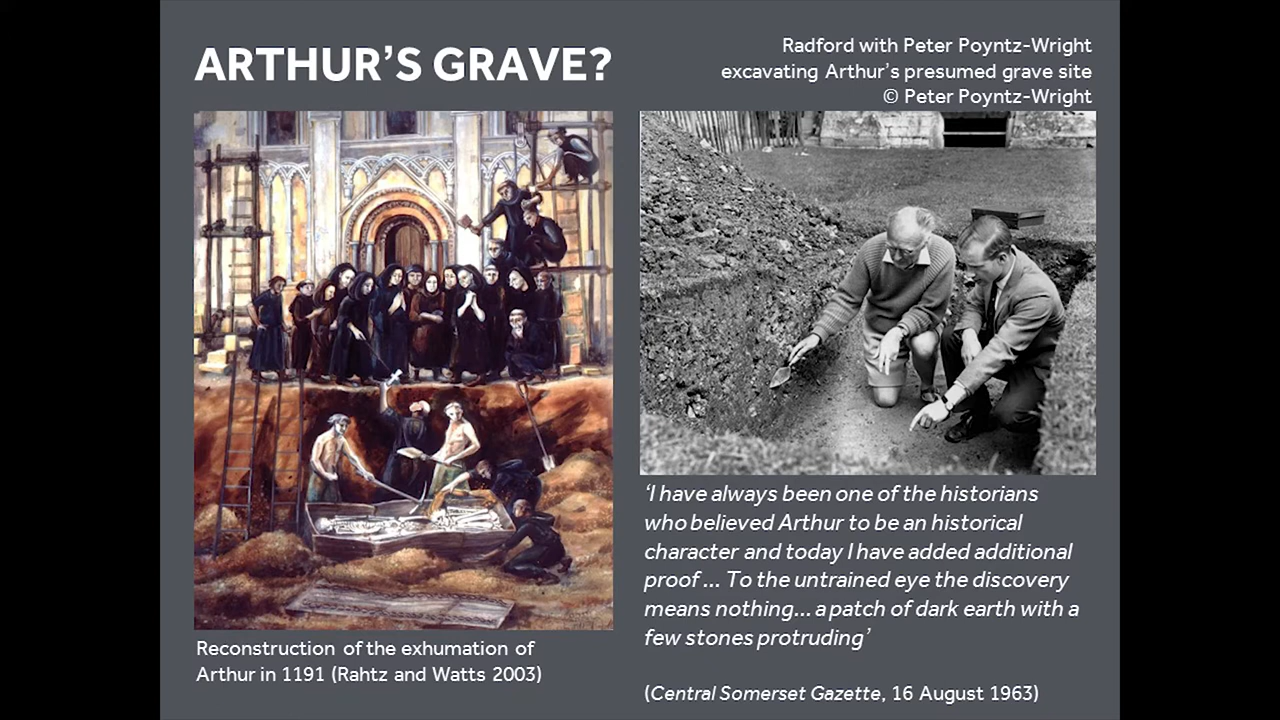 ARTHUR’S GRAVE?
Radford with Peter Poyntz-Wright
excavating Arthur’s presumed grave site
© Peter Poyntz-Wright
‘I have always been one of the historians
who believed Arthur to be an historical
character and today I have added additional
proof ... To the untrained eye the discovery
means nothing... a patch of dark earth with a
few stones protruding’
(Central Somerset Gazette, 16 August 1963)
Reconstruction of the exhumation of
Arthur in 1191 (Rahtz and Watts 2003)